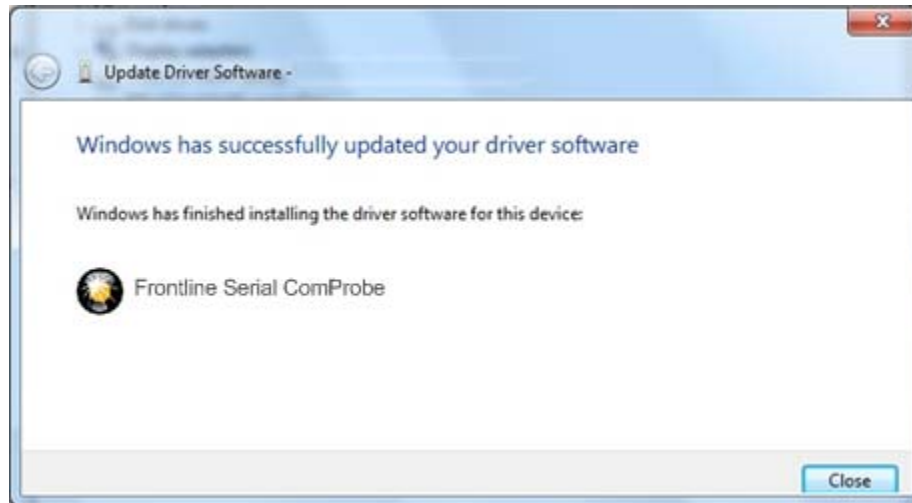 Update Driver Software -
Windows has successfully updated your driver software
Windows has finished installing the driver software for this device:
Frontline Serial ComProbe
Close